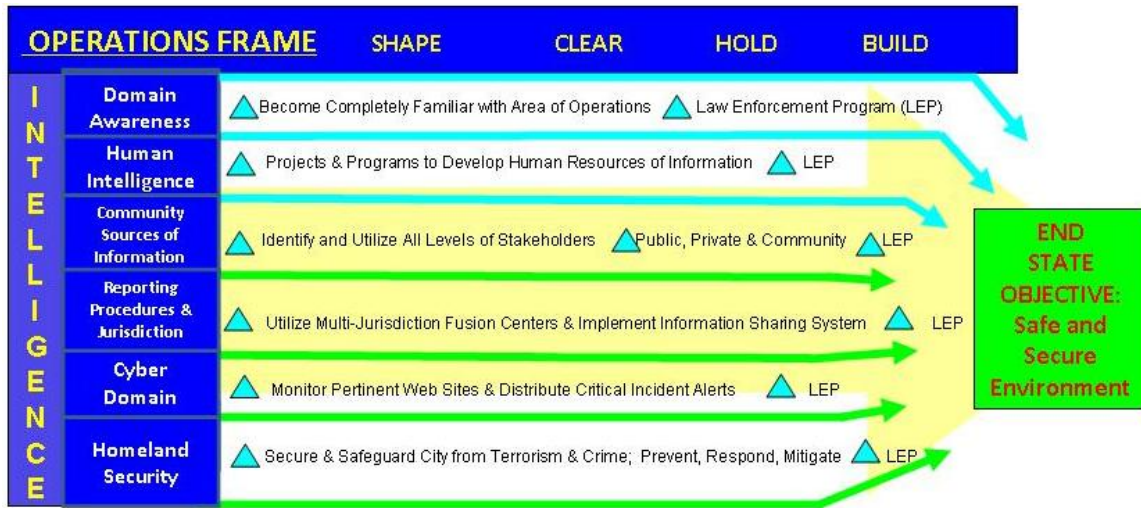 OPERATIONS FRAME SHAPE CLEAR HOLD BUILD
INTELLIGENCE
Domain
Awareness
Become Completely Familiar with Area of Operations Law Enforcement Program (LEP)
Human
Intelligence
Projects & Programs to Develop Human Resources of Information LEP
Community
Sources of
Information
Identify and Utilize All Levels of Stakeholders Public, Private & Community LEP
Reporting
Procedures &
Jurisdiction
Utilize Multi-Jurisdiction Fusion Centers & Implement Information Sharing System LEP
Cyber
Domain
Monitor Pertinent Web Sites & Distribute Critical Incident Alerts LEP
Homeland
Security
Secure & Safeguard City from Terrorism & Crime; Prevent, Respond, Mitigate LEP
END
STATE
OBJECTIVE:
Safe and
Secure
Environment